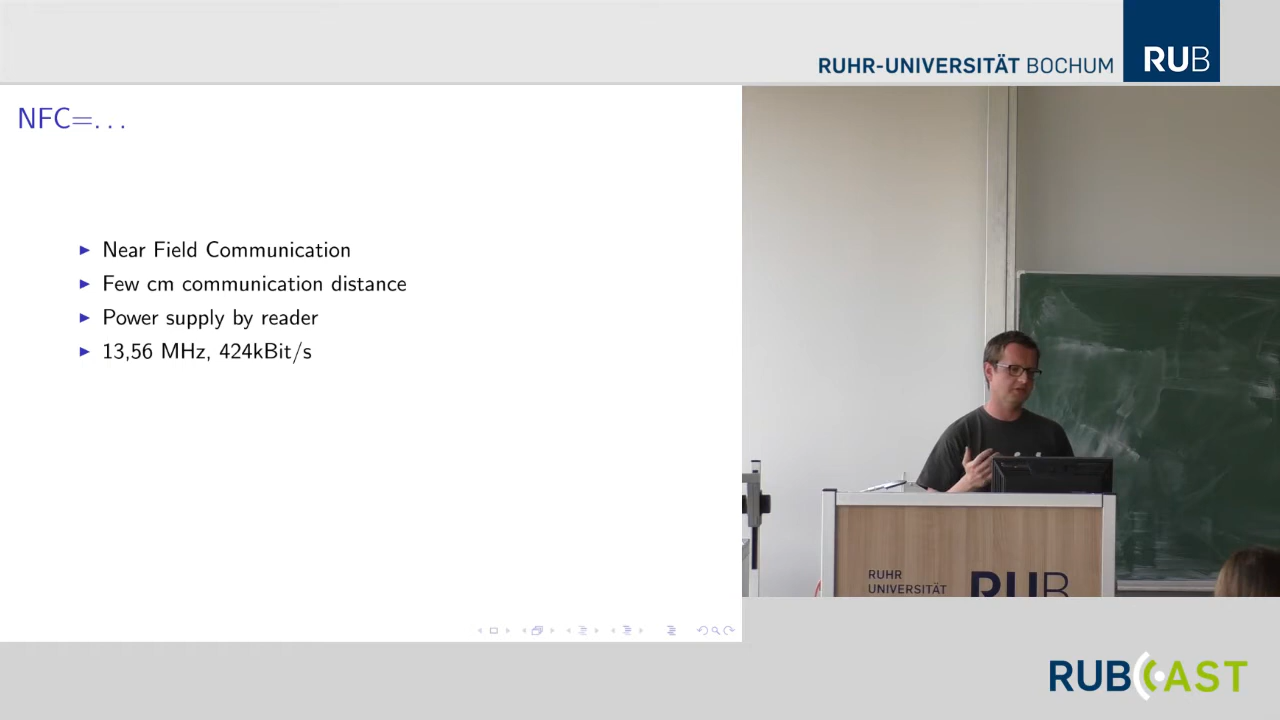 RUHR-UNIVERSITÄT BOCHUM
RUB
NFC=...
Near Field Communication
Few cm communication distance
Power supply by reader
13,56 MHz, 424kBit/s
RUHR
UNIVERSITÄT
RUB
RUBCAST